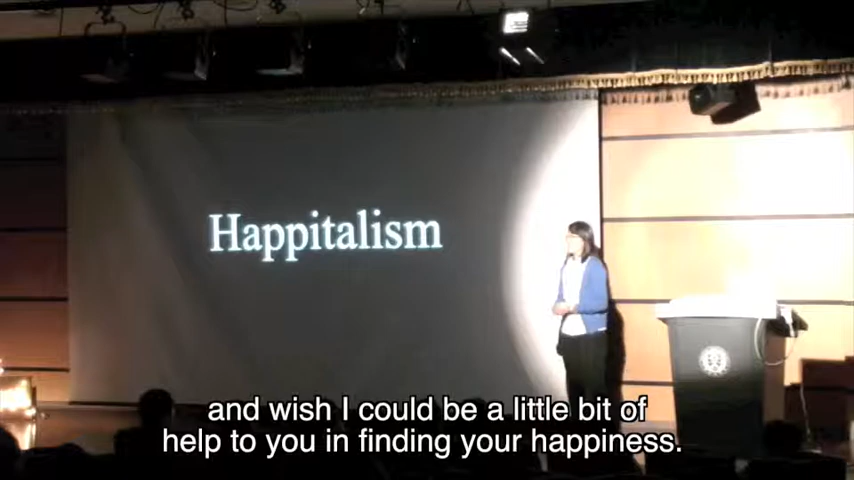 Happitalism
and wish I could be a little bit of
help to you in finding your happiness.